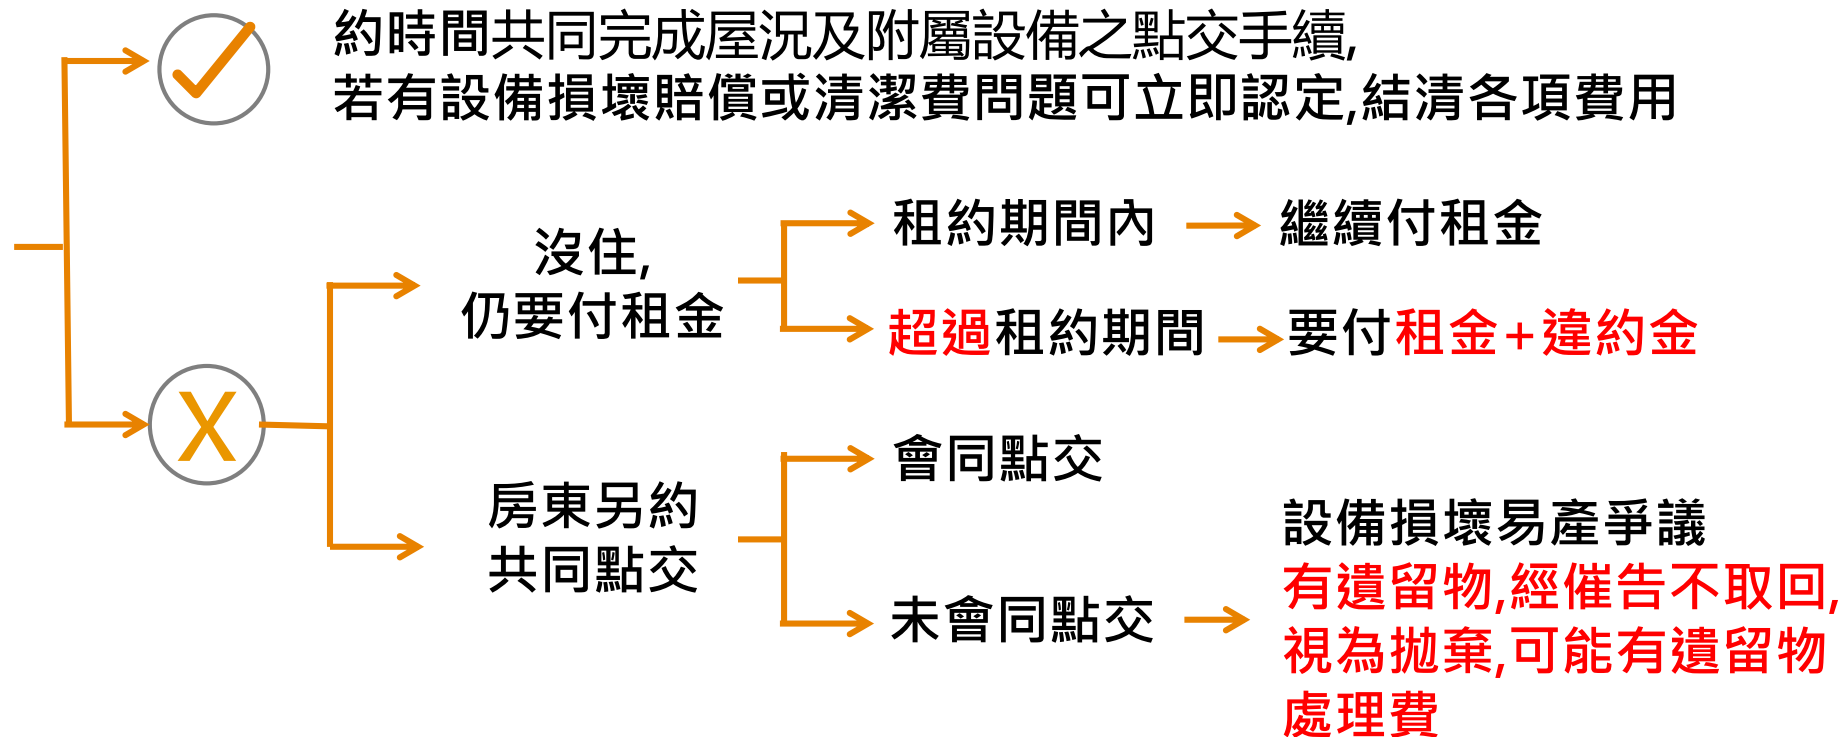 約時間共同完成屋況及附屬設備之點交手續,
若有設備損壞賠償或清潔費問題可立即認定,結清各項費用
租約期間內
繼續付租金
沒住,
仍要付租金
超過租約期間
要付租金+違約金
X
會同點交
房東另約
共同點交
未會同點交
設備損壞易產爭議
有遺留物,經催告不取回,
視為拋棄,可能有遺留物
處理費